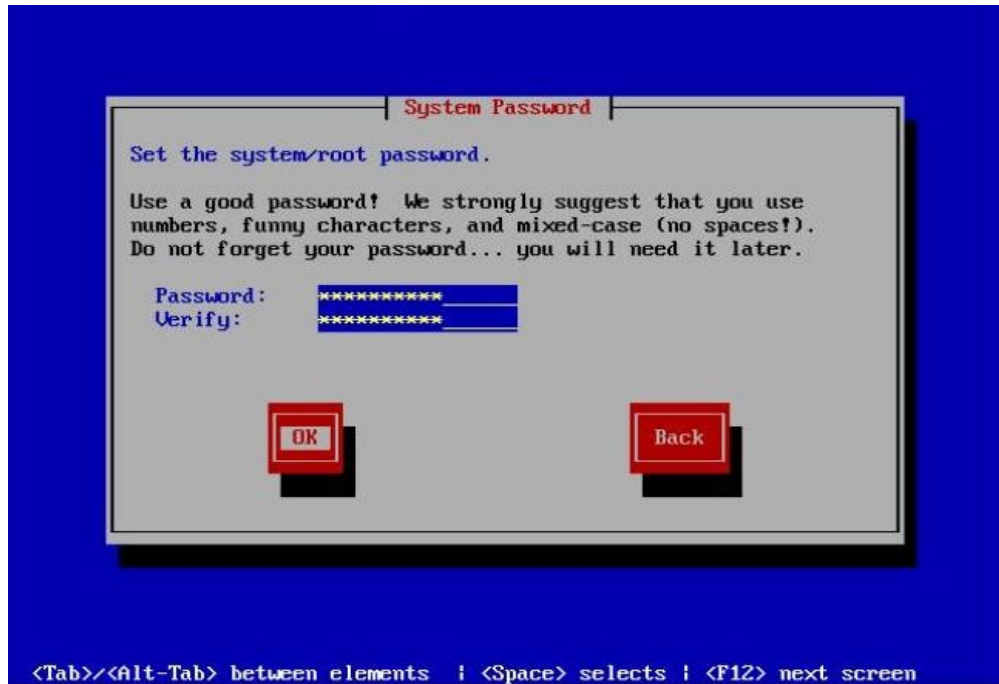 System Password
Set the system/root password.
Use a good password! We strongly suggest that you use
numbers, funny characters, and mixed-case (no spaces!).
Do not forget your password... you will need it later.
Password: **********_____
Verify: **********_____
OK Back
<Tab>/<Alt-Tab> between elements | <Space> selects | <F12> next screen